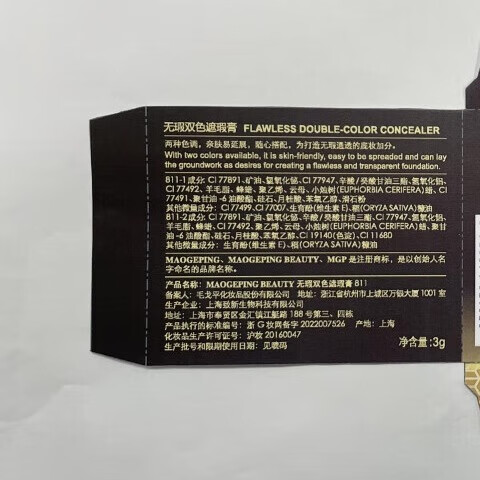 无瑕双色遮瑕膏 FLAWLESS DOUBLE-COLOR CONCEALER
两种色调，亲肤易延展，随心搭配，为打造无瑕通透的底妆加分。
With two colors available, it is skin-friendly, easy to be spreaded and can lay
the groundwork as desires for creating a flawless and transparent foundation.
811-1成分: CI 77891、矿油、氯氧化铋、CI 77947、辛酸/癸酸甘油三酯、氢氧化铝、
CI 77492、羊毛脂、蜂蜡、聚乙烯、云母、小烛树(EUPHORBIA CERIFERA)蜡、CI
77491、聚甘油-6 油酸酯、硅石、月桂酸、苯氧乙醇、滑石粉
其他微量成分: CI 77499、CI 77007、生育酚(维生素 E)、稻(ORYZA SATIVA)糠油
811-2成分: CI 77891、矿油、氯氧化铋、辛酸/癸酸甘油三酯、CI 77947、氢氧化铝、
羊毛脂、蜂蜡、CI 77492、聚乙烯、云母、小烛树(EUPHORBIA CERIFERA)蜡、聚甘
油-6 油酸酯、硅石、月桂酸、苯氧乙醇、CI 19140(色淀)、CI 11680
其他微量成分: 生育酚(维生素 E)、稻(ORYZA SATIVA)糠油
MAOGEPING、MAOGEPING BEAUTY、MGP 是注册商标，是以创始人名
字命名的品牌名称。
产品名称: MAOGEPING BEAUTY 无瑕双色遮瑕膏 811
备案人: 毛戈平化妆品股份有限公司 地址: 浙江省杭州市上城区万银大厦 1001 室
生产企业: 上海致新生物科技有限公司
地址: 上海市奉贤区金汇镇江艇路 188 号第三、四栋
产品执行的标准编号: 浙 G 妆网备字 2022007526 产地: 上海
化妆品生产许可证号: 沪妆 20160047
生产批号和限期使用日期: 见喷码
净含量:3g